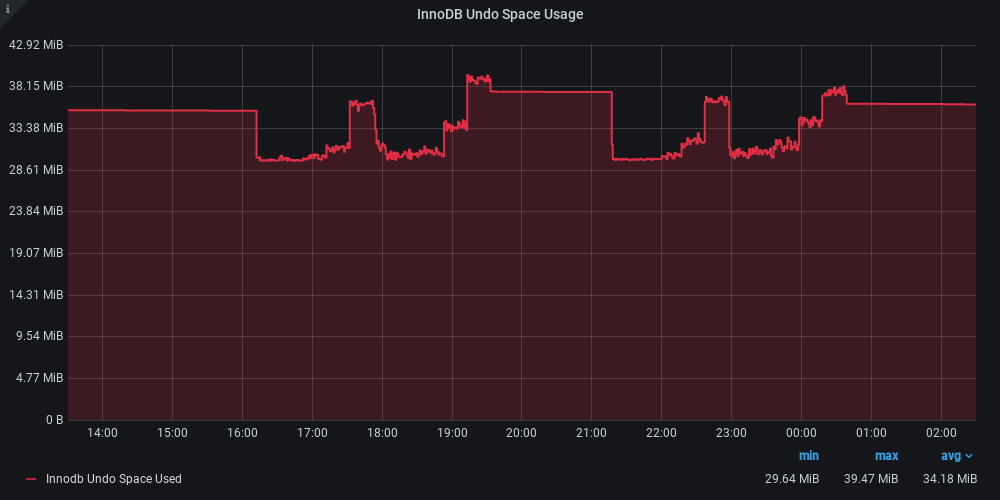 i
InnoDB Undo Space Usage
42.92 MiB
38.15 MiB
33.38 MiB
28.61 MiB
23.84 MiB
19.07 MiB
14.31 MiB
9.54 MiB
4.77 MiB
0 B
14:00 15:00 16:00 17:00 18:00 19:00 20:00 21:00 22:00 23:00 00:00 01:00 02:00
min max avg
Innodb Undo Space Used 29.64 MiB 39.47 MiB 34.18 MiB